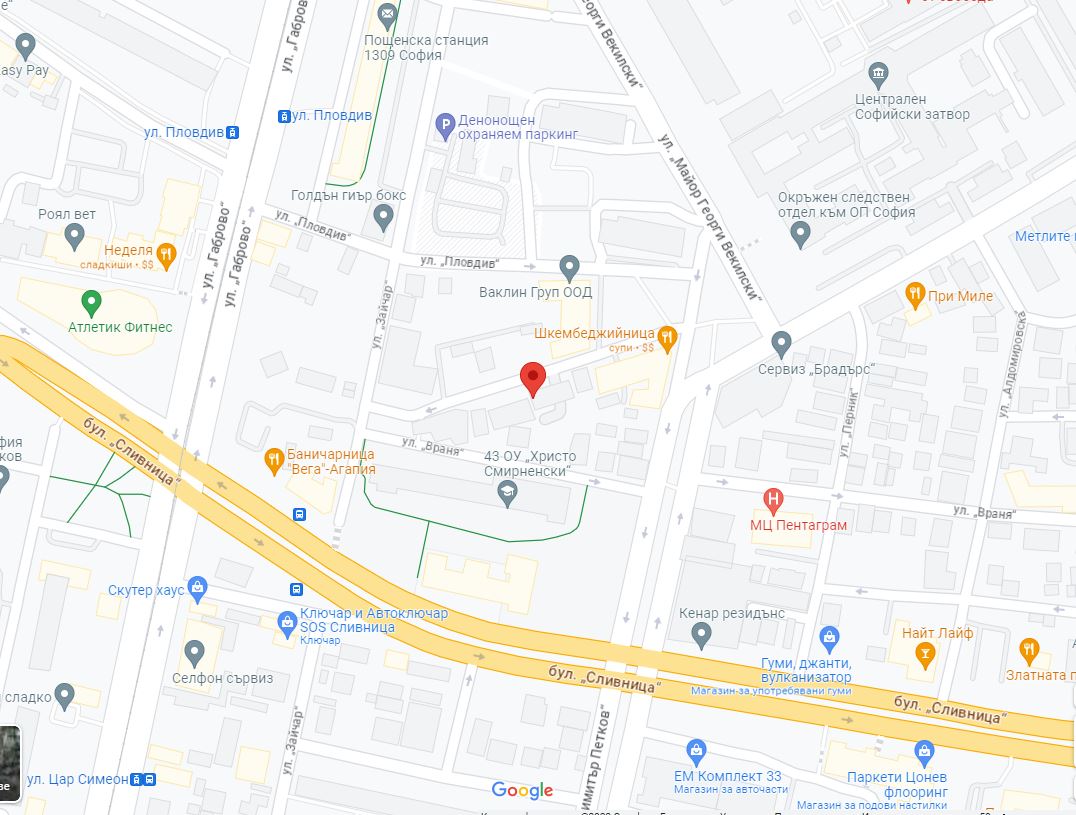 ул. „Габрово“
Пощенска станция
1309 София
Георги Векилски“
Easy Pay
Централен
Софийски затвор
ул. Пловдив
ул. Пловдив
Денонощен
охраняем паркинг
ул. „Майор Георги Векилски“
Голдън гиър бокс
Роял вет
ул. „Пловдив“
Окръжен следствен
отдел към ОП София
ул. „Габрово“
ул. „Габрово“
Метлите
Неделя
сладкиши • $$
ул. „Пловдив“
Ваклин Груп ООД
При Миле
Атлетик Фитнес
ул. „Зайчар“
Шкембеджийница
супи • $$
Сервиз „Брадърс“
ул. „Алдомировска
ул. „Перник“
бул. „Сливница“
ул. „Враня“
Баничарница
"Вега"-Агапия
43 ОУ „Христо
Смирненски“
ул. „Враня“
МЦ Пентаграм
Скутер хаус
Ключар и Автоключар
SOS Сливница
Ключар
Кенар резидънс
Найт Лайф
Гуми, джанти,
вулканизатор
Магазин за употребявани гуми
Златната
Селфон сървиз
бул. „Сливница“
сладко
бул. „Сливница“
ул. „Зайчар“
Димитър Петков“
ул. Цар Симеон
Google
ЕМ Комплект 33
Магазин за авточасти
Паркети Цонев
флооринг
Магазин за подови настилки